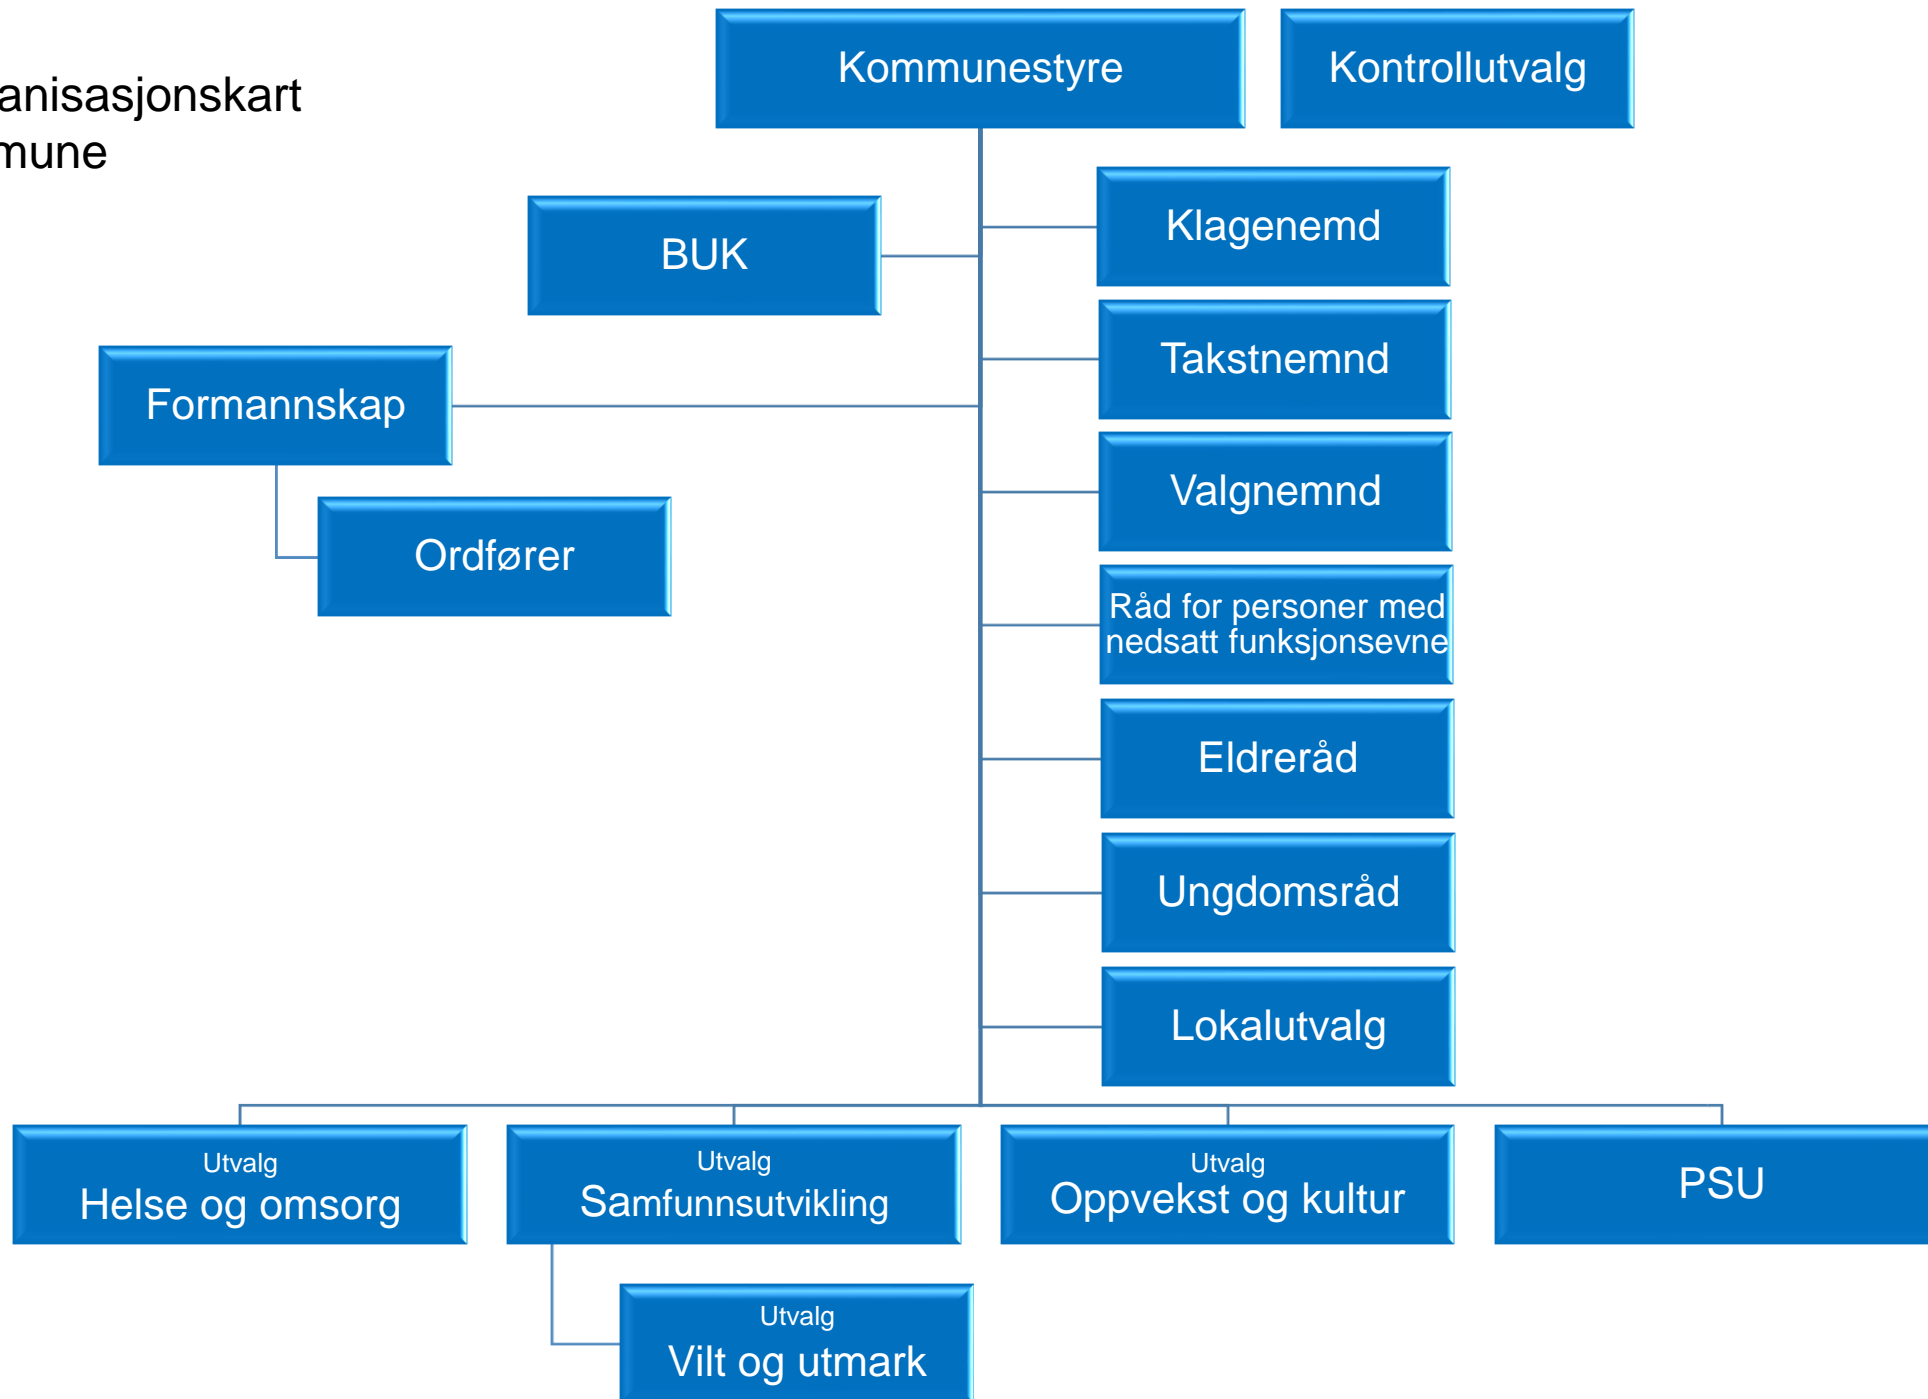 anisasjonskart
mune
Kommunestyre
Kontrollutvalg
Klagenemd
BUK
Takstnemnd
Formannskap
Valgnemnd
Ordfører
Råd for personer med
nedsatt funksjonsevne
Eldreråd
Ungdomsråd
Lokalutvalg
Utvalg
Helse og omsorg
Utvalg
Samfunnsutvikling
Utvalg
Oppvekst og kultur
PSU
Utvalg
Vilt og utmark